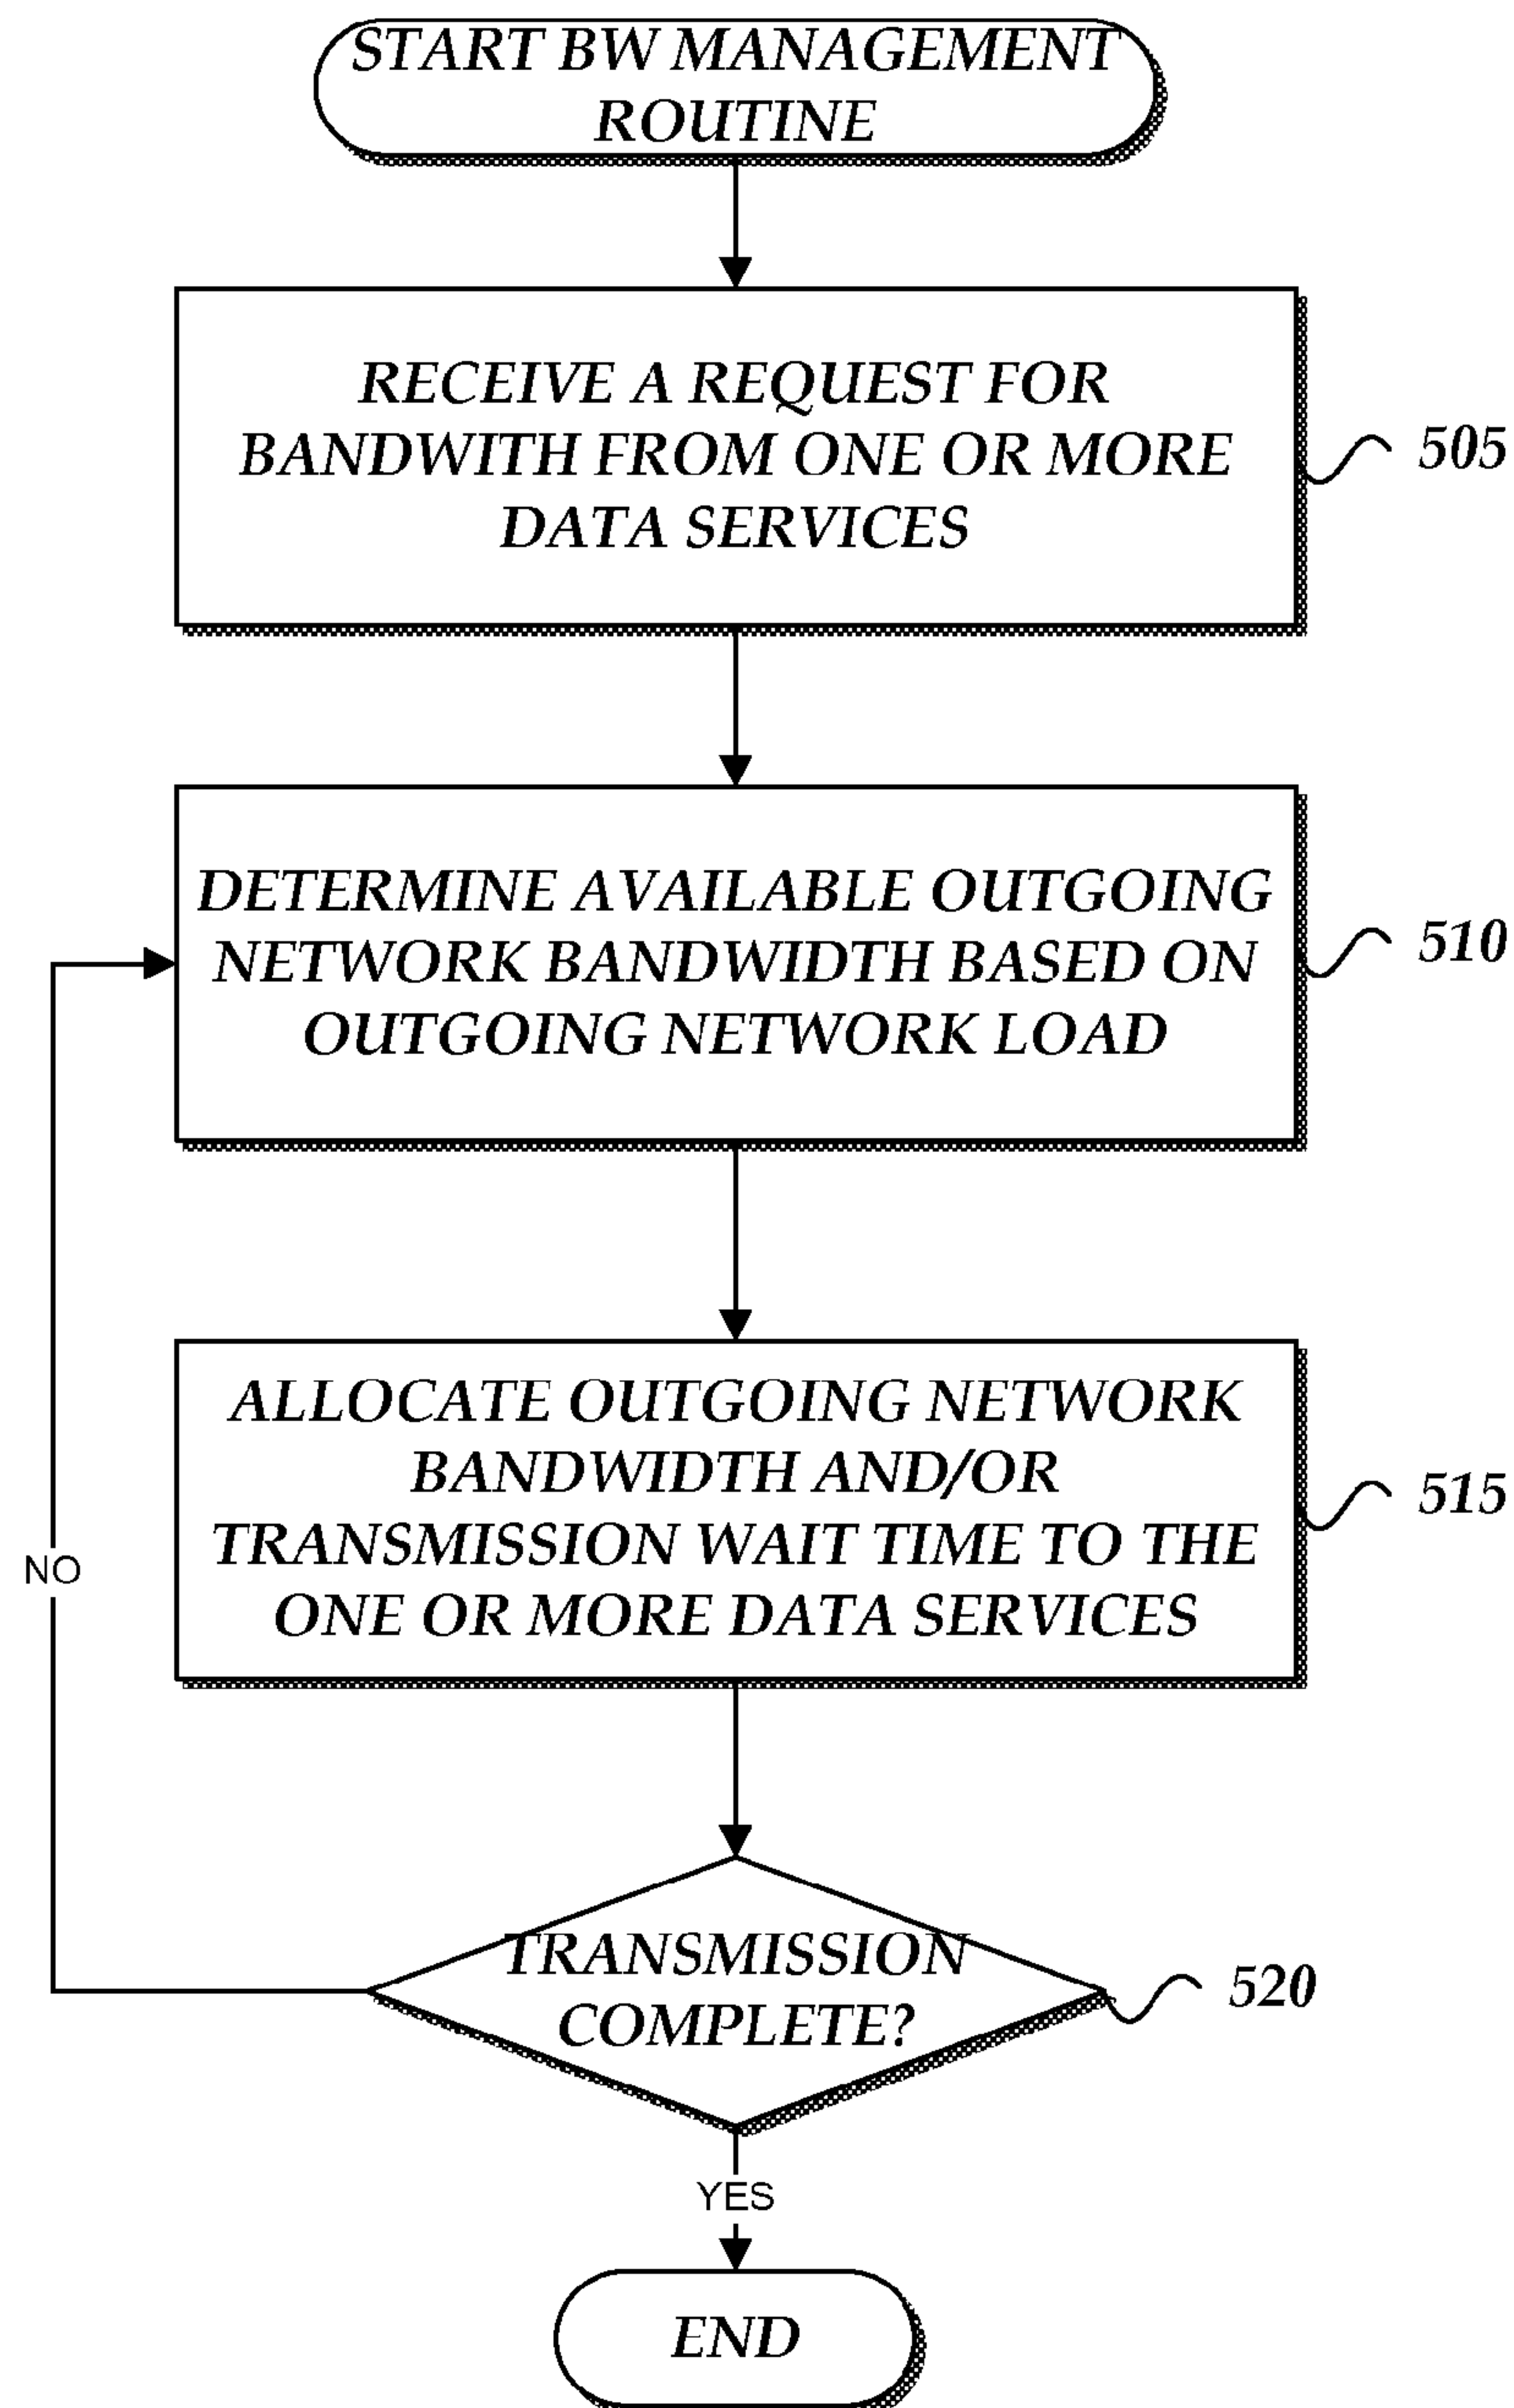 START BW MANAGEMENT
ROUTINE
RECEIVE A REQUEST FOR
BANDWITH FROM ONE OR MORE
DATA SERVICES
505
DETERMINE AVAILABLE OUTGOING
NETWORK BANDWIDTH BASED ON
OUTGOING NETWORK LOAD
510
ALLOCATE OUTGOING NETWORK
BANDWIDTH AND/OR
TRANSMISSION WAIT TIME TO THE
ONE OR MORE DATA SERVICES
515
NO
TRANSMISSION
COMPLETE?
520
YES
END